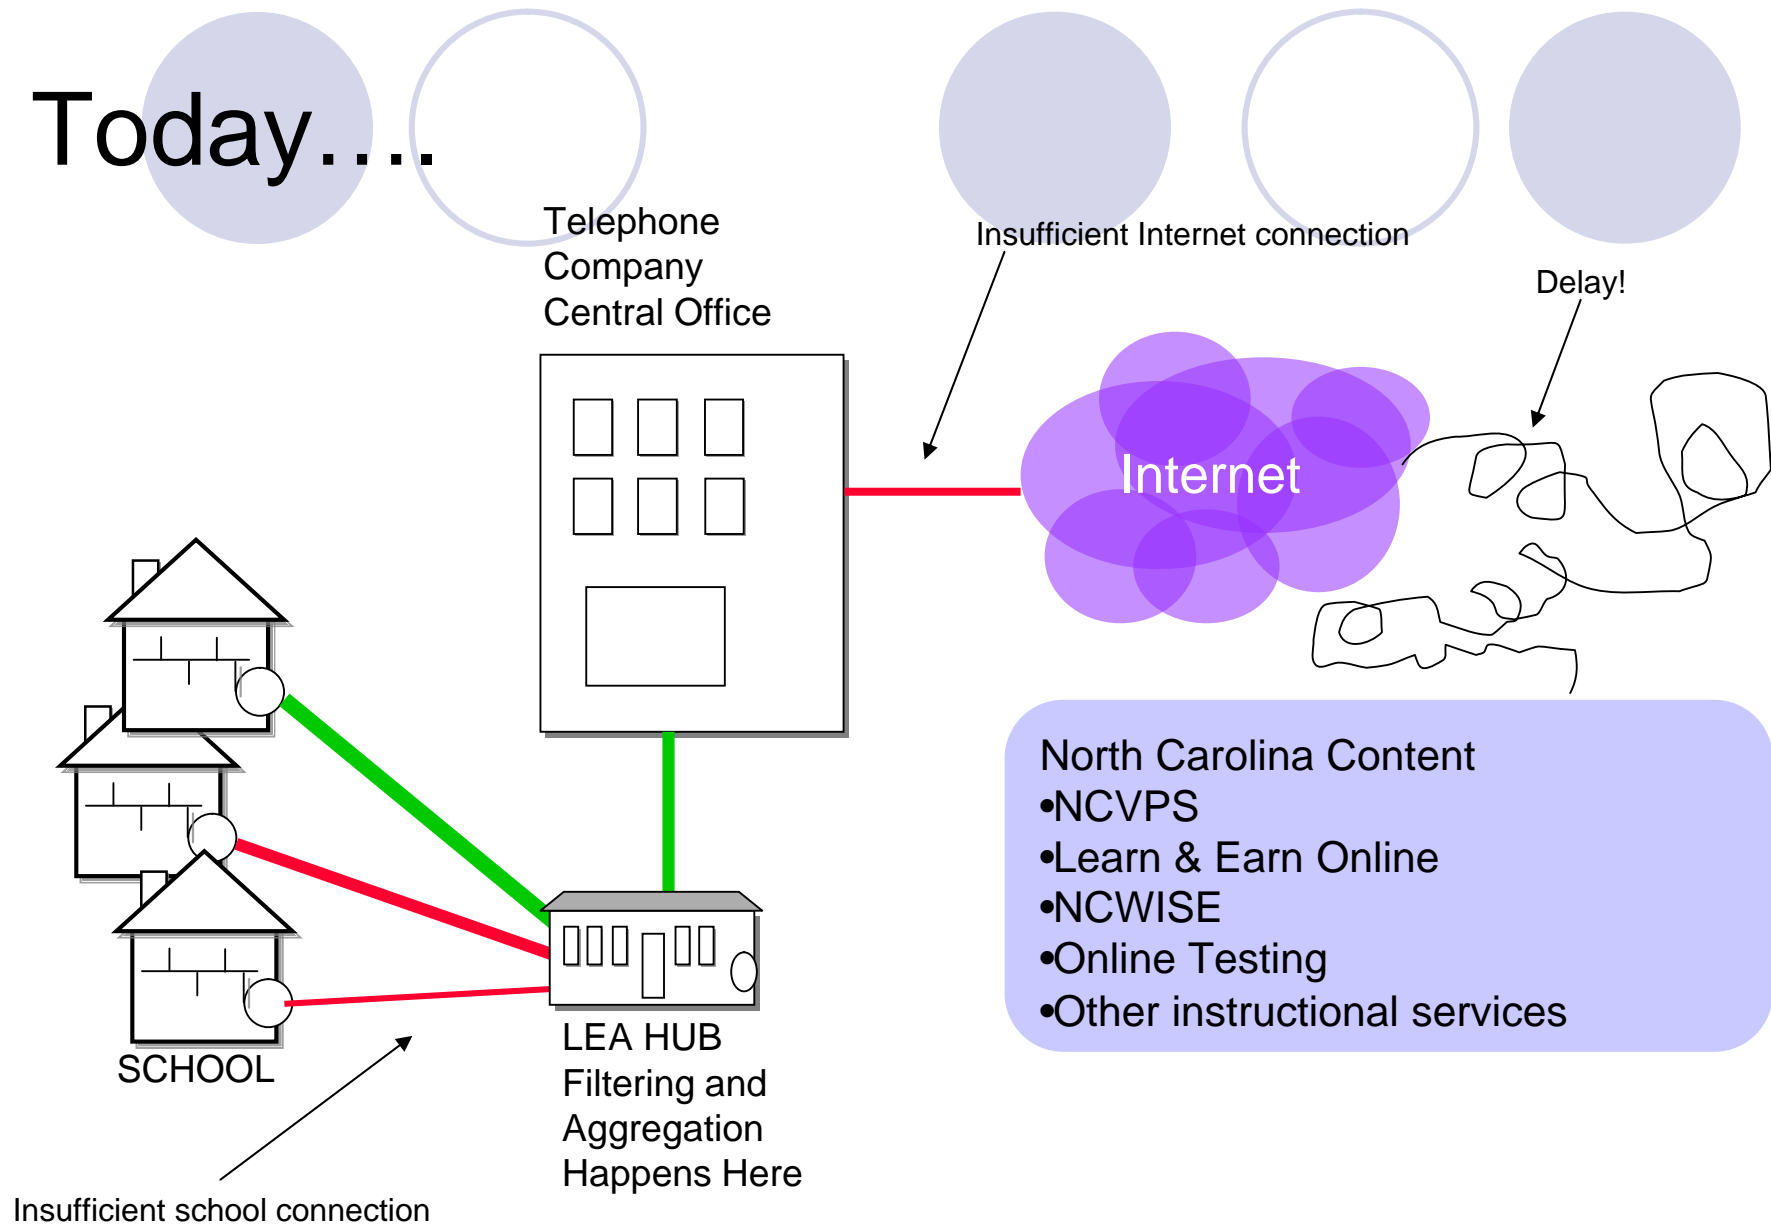 Today….
Telephone
Company
Central Office
Insufficient Internet connection
Delay!
Internet
North Carolina Content
•NCVPS
•Learn & Earn Online
•NCWISE
•Online Testing
•Other instructional services
SCHOOL
LEA HUB
Filtering and
Aggregation
Happens Here
Insufficient school connection